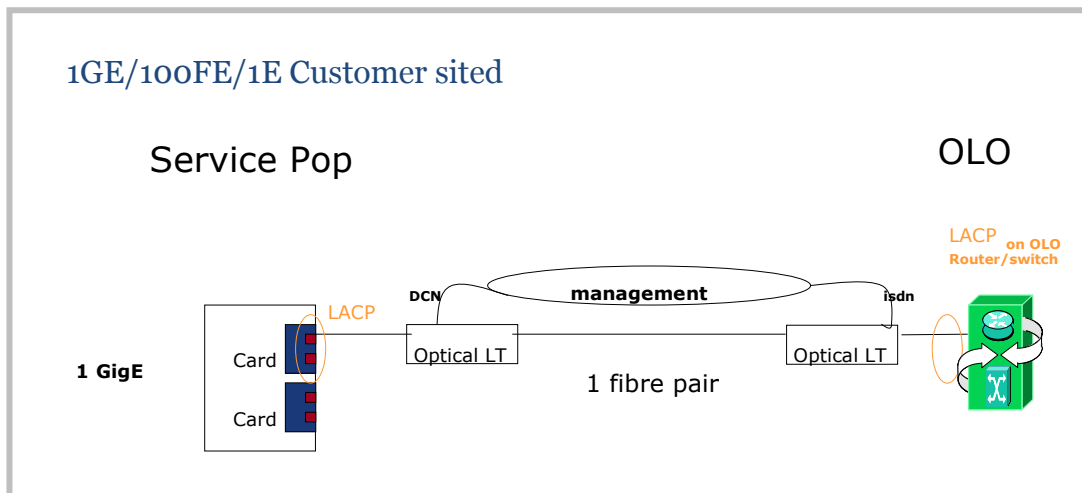 1GE/100FE/1E Customer sited
Service Pop
OLO
LACP on OLO
Router/switch
DCN
management
isdn
LACP
Card
Optical LT
Optical LT
1 GigE
1 fibre pair
Card